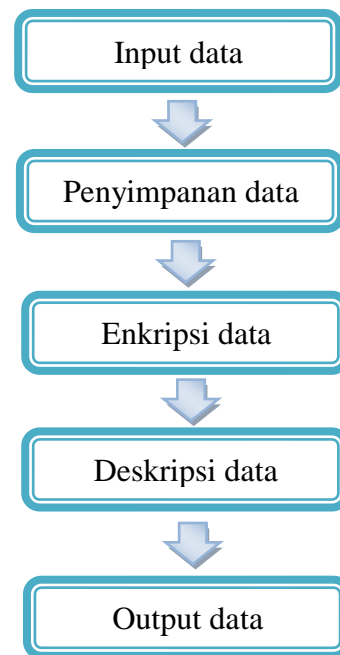 Input data
Penyimpanan data
Enkripsi data
Deskripsi data
Output data